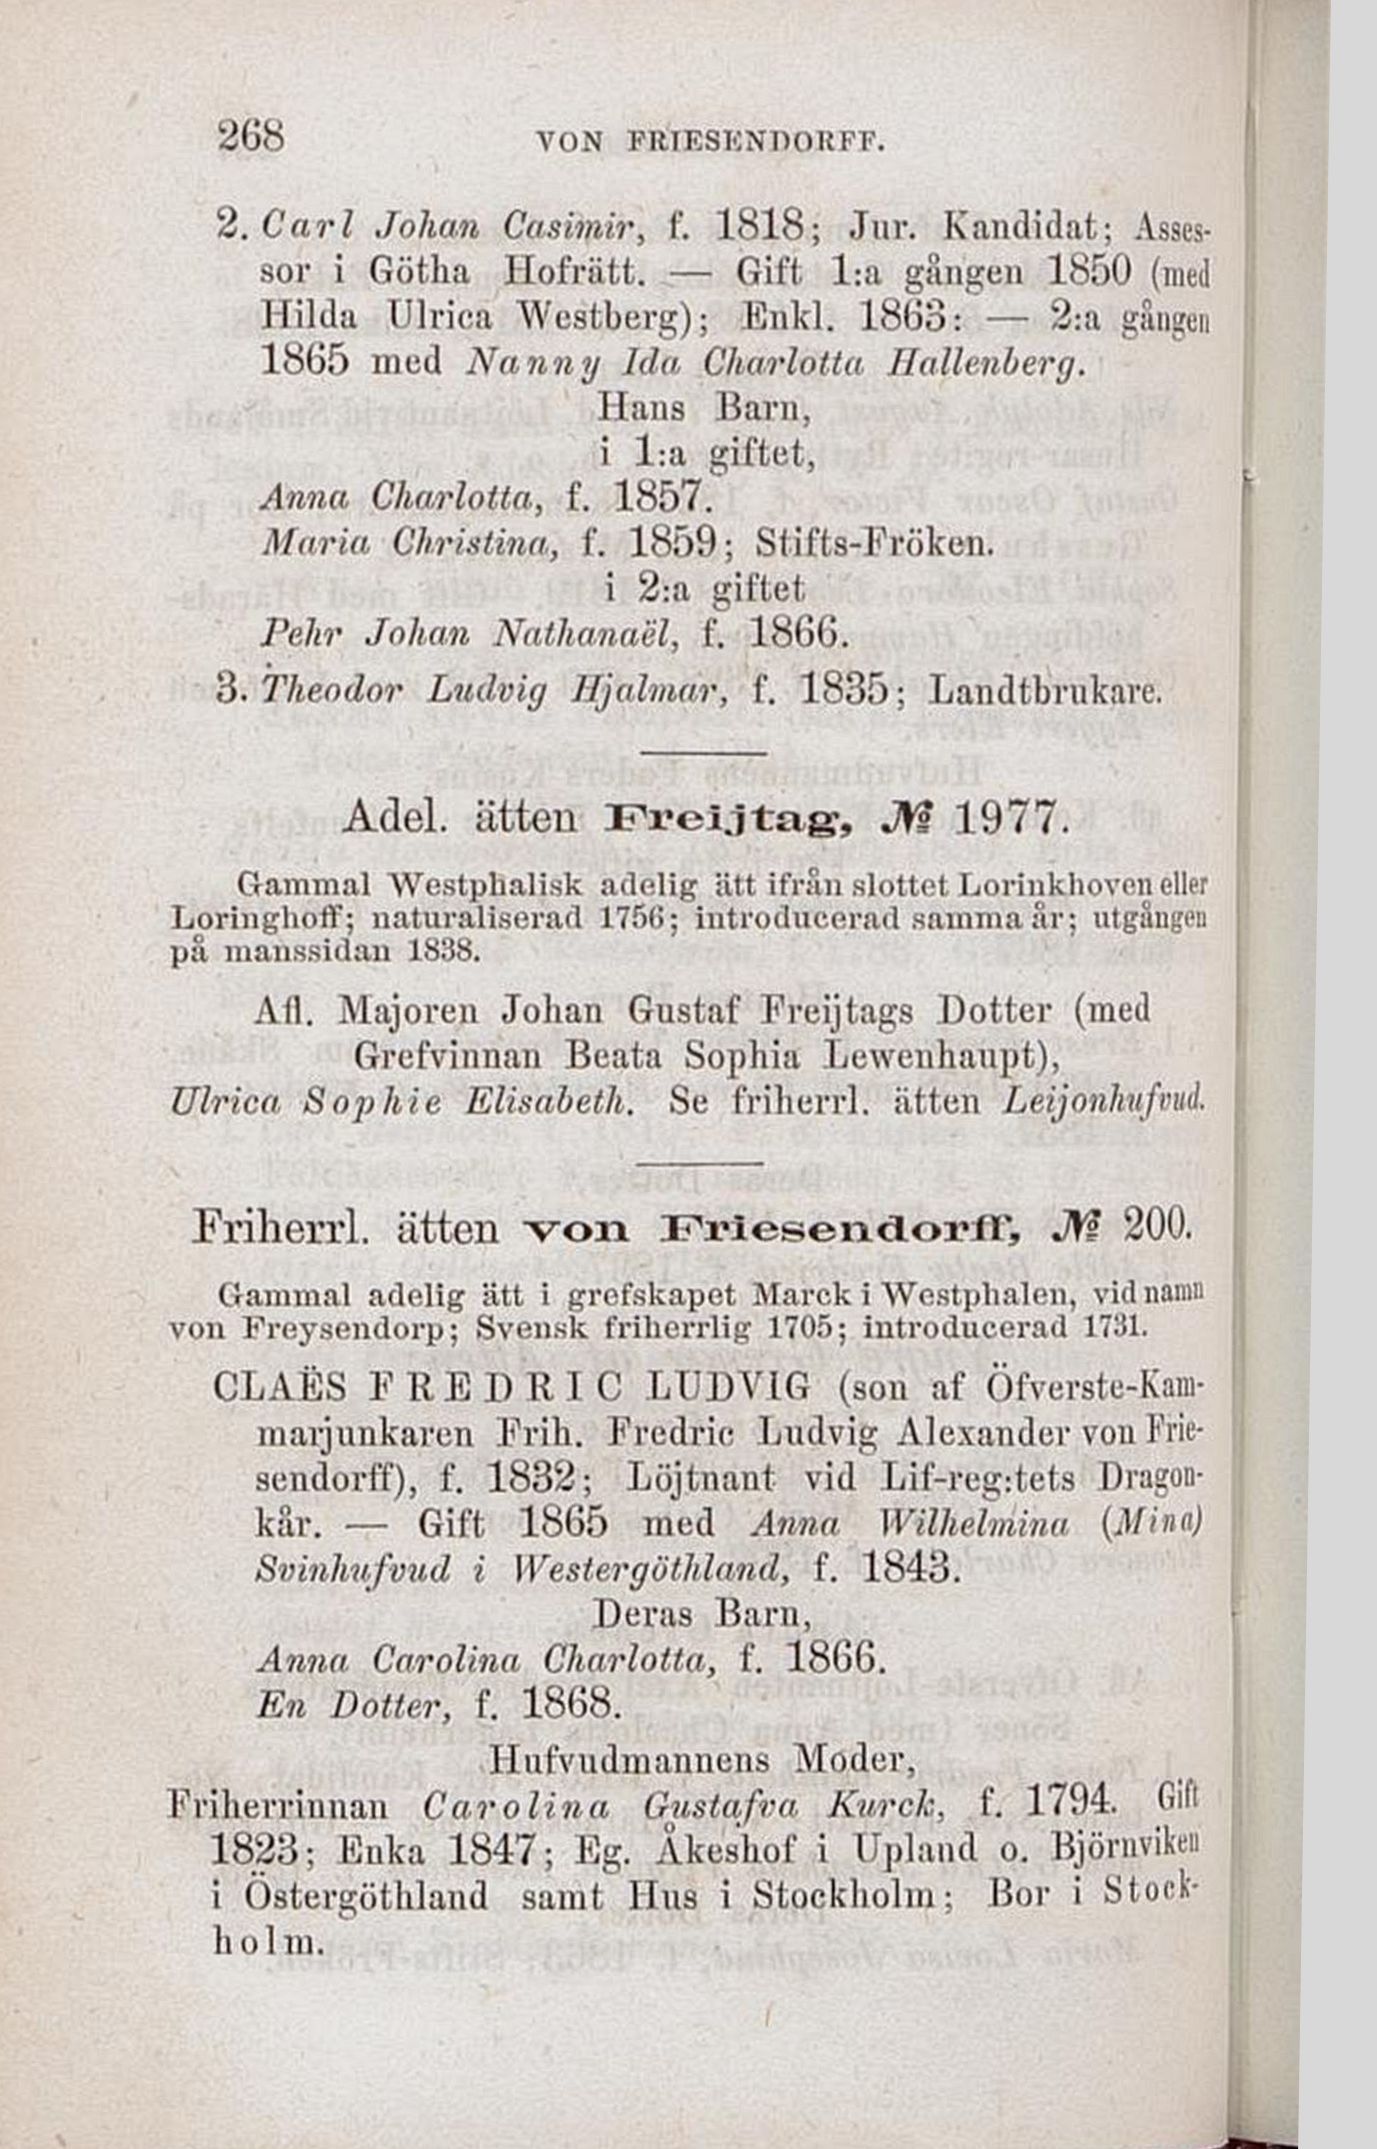 268 VON FRIESENDORFF.
2. Carl Johan Casimir, f. 1818; Jur. Kandidat; Asses-
sor i Götha Hofrätt. — Gift 1:a gången 1850 (med
Hilda Ulrica Westberg); Enkl. 1863: — 2:a gången
1865 med Nanny Ida Charlotta Hallenberg.
Hans Barn,
i 1:a giftet,
Anna Charlotta, f. 1857.
Maria Christina, f. 1859; Stifts-Fröken.
i 2:a giftet
Pehr Johan Nathanaël, f. 1866.
3. Theodor Ludvig Hjalmar, f. 1835; Landtbrukare.
Adel. ätten Freijtag, № 1977.
Gammal Westphalisk adelig ätt ifrån slottet Lorinkhoven eller
Loringhoff; naturaliserad 1756; introducerad samma år; utgången
på manssidan 1838.
Afl. Majoren Johan Gustaf Freijtags Dotter (med
Grefvinnan Beata Sophia Lewenhaupt),
Ulrica Sophie Elisabeth. Se friherrl. ätten Leijonhufvud.
Friherrl. ätten von Friesendorff, № 200.
Gammal adelig ätt i grefskapet Marck i Westphalen, vid namn
von Freysendorp; Svensk friherrlig 1705; introducerad 1731.
CLAËS FREDRIC LUDVIG (son af Öfverste-Kam-
marjunkaren Frih. Fredric Ludvig Alexander von Frie-
sendorff), f. 1832; Löjtnant vid Lif-reg:tets Dragon-
kår. — Gift 1865 med Anna Wilhelmina (Mina)
Svinhufvud i Westergöthland, f. 1843.
Deras Barn,
Anna Carolina Charlotta, f. 1866.
En Dotter, f. 1868.
Hufvudmannens Moder,
Friherrinnan Carolina Gustafva Kurck, f. 1794. Gift
1823; Enka 1847; Eg. Åkeshof i Upland o. Björnviken
i Östergöthland samt Hus i Stockholm; Bor i Stock-
holm.